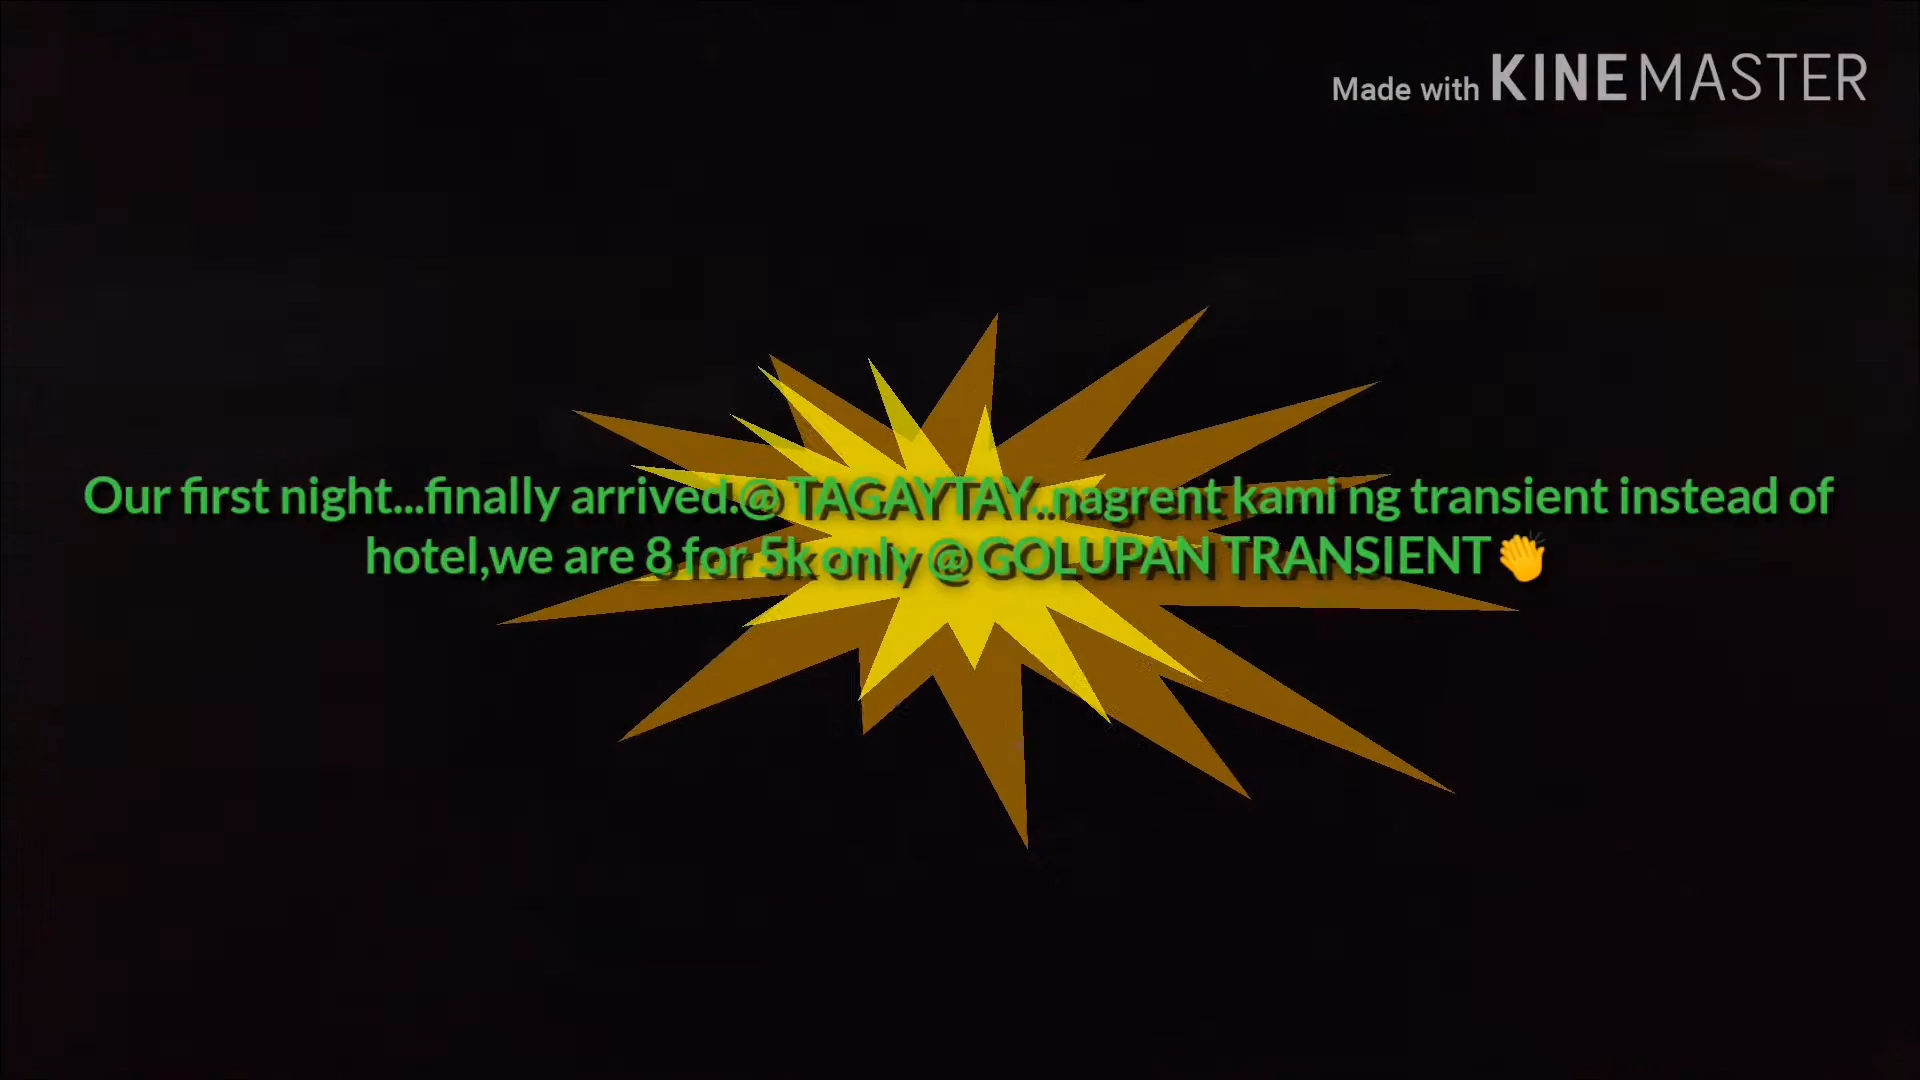 Made with KINEMASTER
Our first night...finally arrived.@ TAGAYTAY..nagrent kami ng transient instead of
hotel,we are 8 for 5k only @ GOLUPAN TRANSIENT 👏